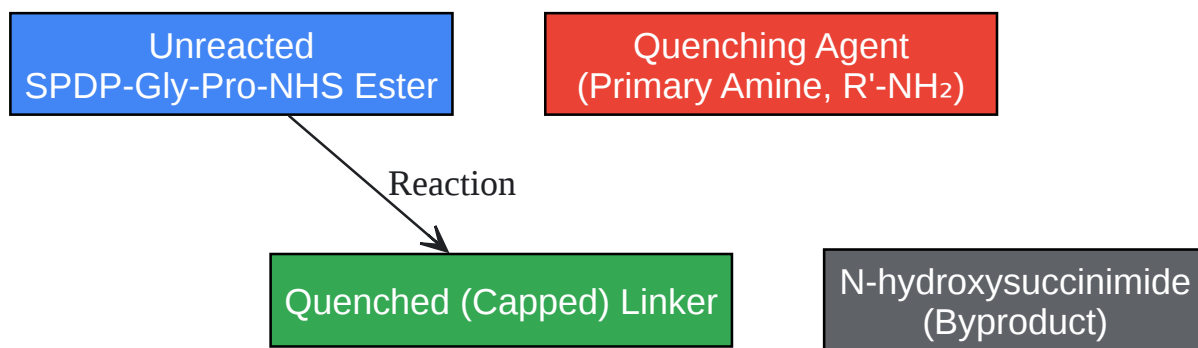 Unreacted
SPDP-Gly-Pro-NHS Ester
Quenching Agent
(Primary Amine, R'-NH₂)
Reaction
Quenched (Capped) Linker
N-hydroxysuccinimide
(Byproduct)